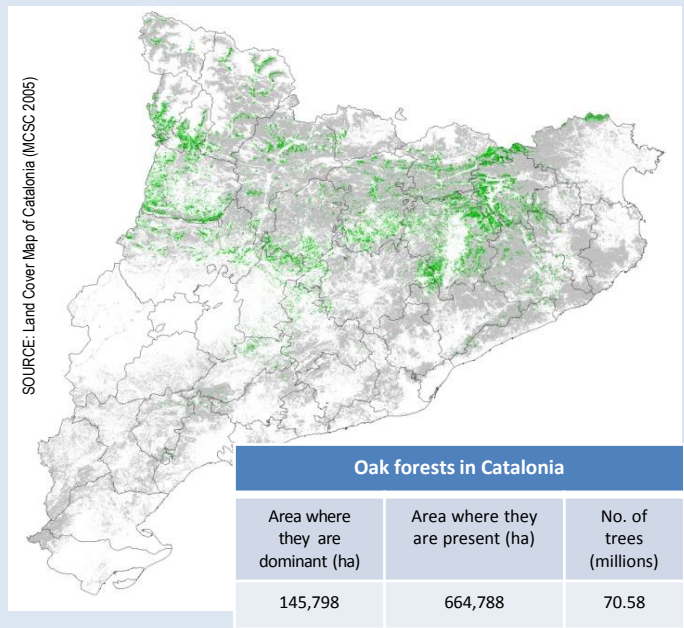 SOURCE: Land Cover Map of Catalonia (MCSC 2005)
Oak forests in Catalonia
Area where
they are
dominant (ha)
Area where they
are present (ha)
No. of
trees
(millions)
145,798
664,788
70.58